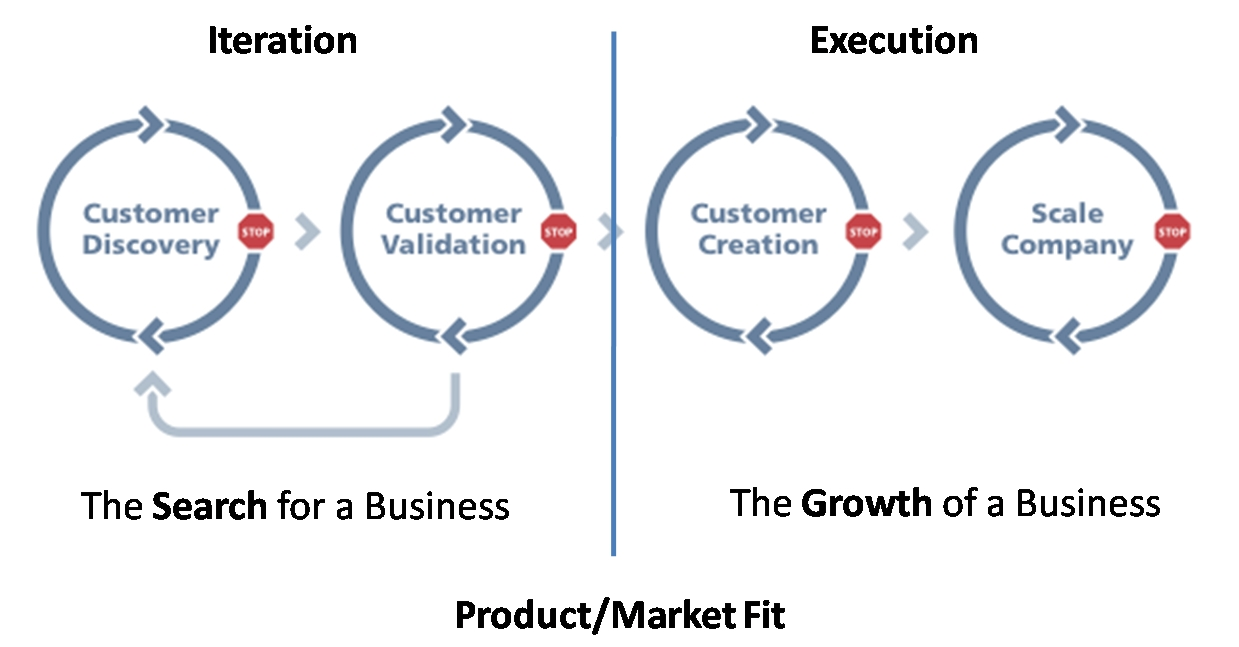 Iteration
Execution
Customer
Discovery
STOP
Customer
Validation
STOP
Customer
Creation
STOP
Scale
Company
STOP
The Search for a Business
The Growth of a Business
Product/Market Fit